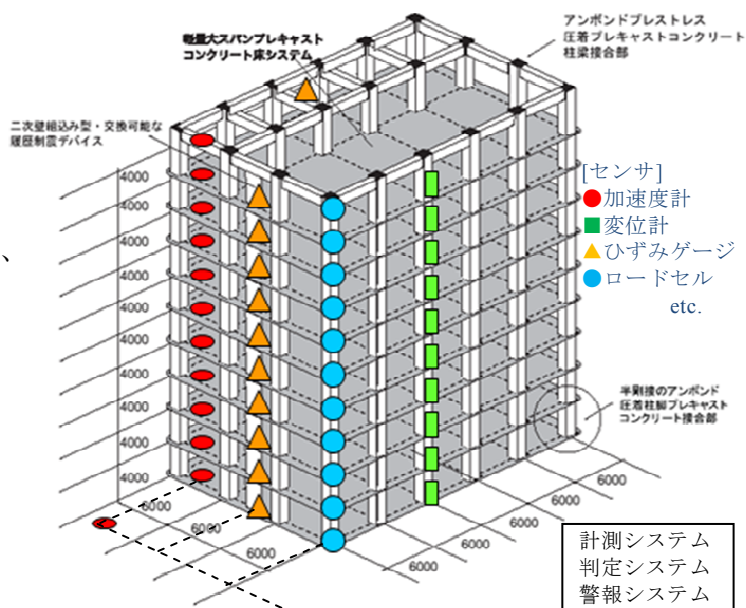 アンボンドプレストレス
圧着プレキャストコンクリート
柱梁接合部
軽量大スパンプレキャスト
コンクリート床システム
二次壁組込み型・交換可能な
履歴制震デバイス
[センサ]
加速度計
変位計
ひずみゲージ
ロードセル
etc.
、
4000
4000
4000
4000
4000
4000
4000
4000
4000
4000
半剛接のアンボンド
圧着柱脚プレキャスト
コンクリート接合部
6000
6000
6000
6000
6000
6000
6000
6000
計測システム
判定システム
警報システム